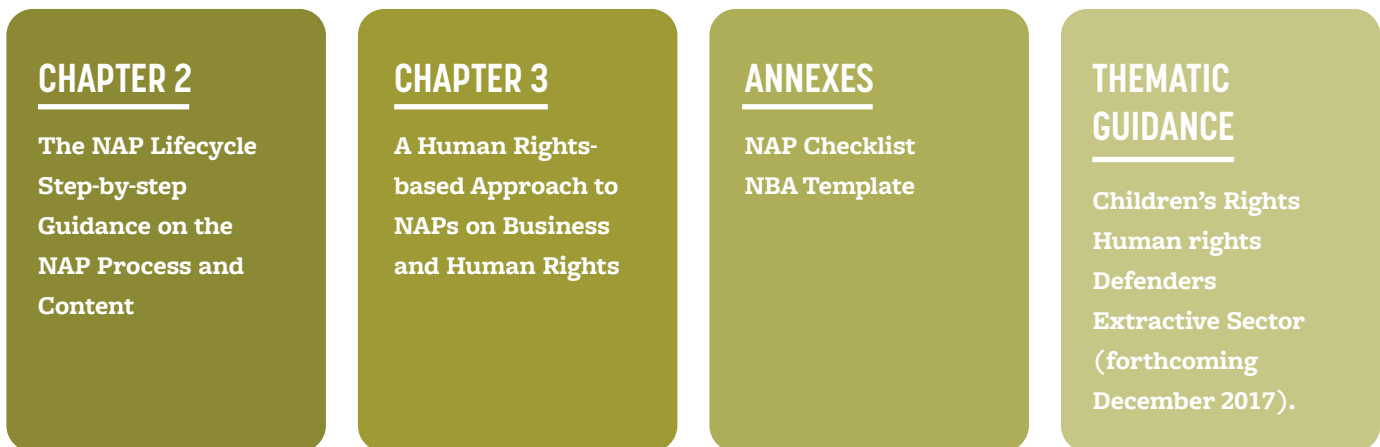 CHAPTER 2
The NAP Lifecycle
Step-by-step
Guidance on the
NAP Process and
Content
CHAPTER 3
A Human Rights-
based Approach to
NAPs on Business
and Human Rights
ANNEXES
NAP Checklist
NBA Template
THEMATIC
GUIDANCE
Children’s Rights
Human rights
Defenders
Extractive Sector
(forthcoming
December 2017).